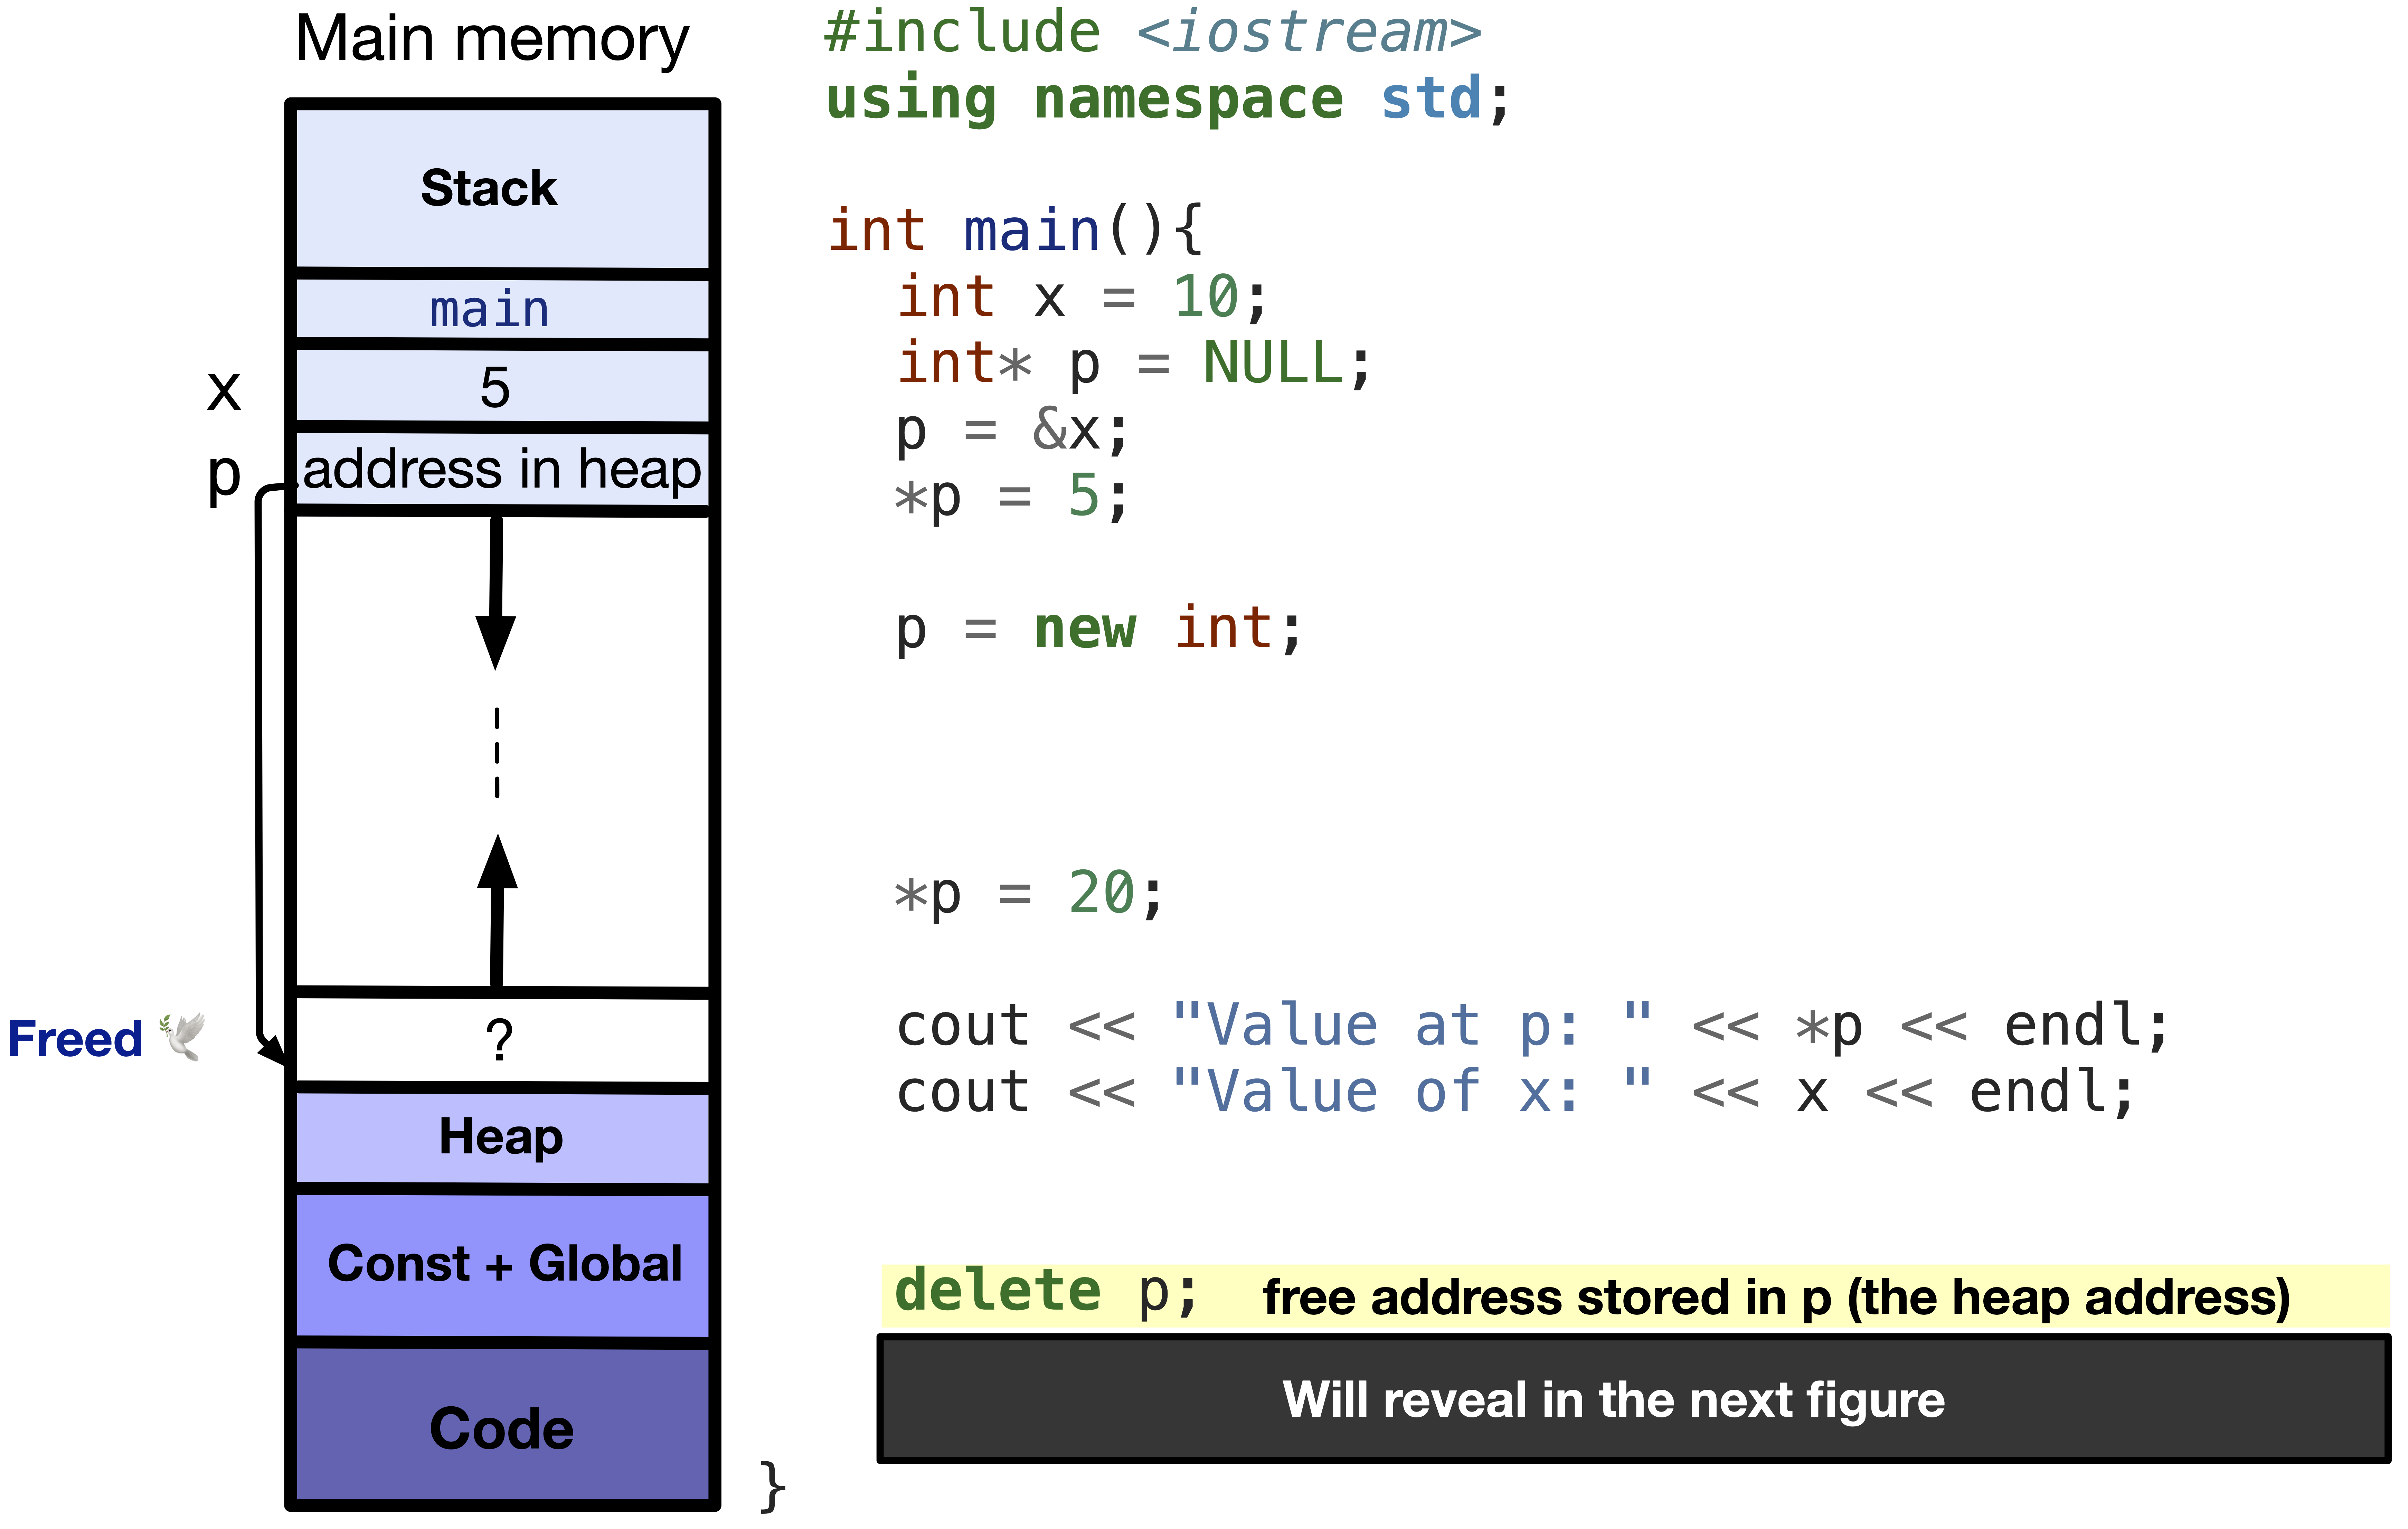 Main memory
Stack
main
x
5
p
address in heap
Freed 🕊️
?
Heap
Const + Global
Code
#include <iostream>
using namespace std;
int main(){
int x = 10;
int* p = NULL;
p = &x;
*p = 5;
p = new int;
*p = 20;
cout << "Value at p: " << *p << endl;
cout << "Value of x: " << x << endl;
delete p; free address stored in p (the heap address)
Will reveal in the next figure
}